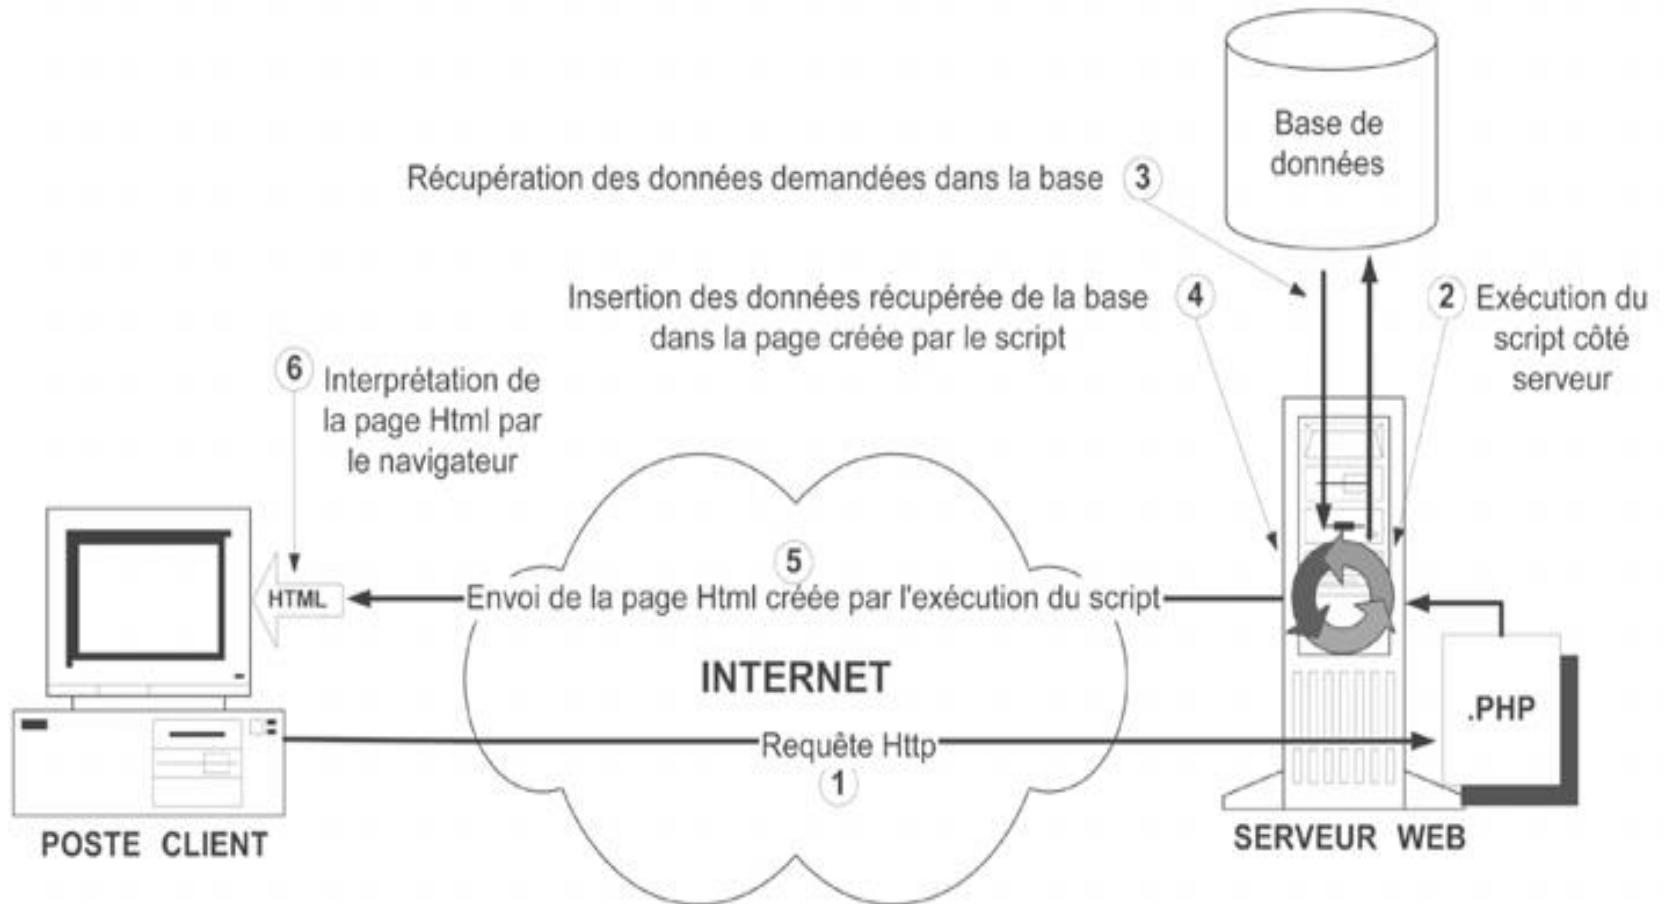 Base de
données
Récupération des données demandées dans la base 3
Insertion des données récupérée de la base 4
dans la page créée par le script
2 Exécution du
script côté
serveur
6 Interprétation de
la page Html par
le navigateur
5
HTML
Envoi de la page Html créée par l'exécution du script
INTERNET
.PHP
Requête Http
1
POSTE CLIENT
SERVEUR WEB